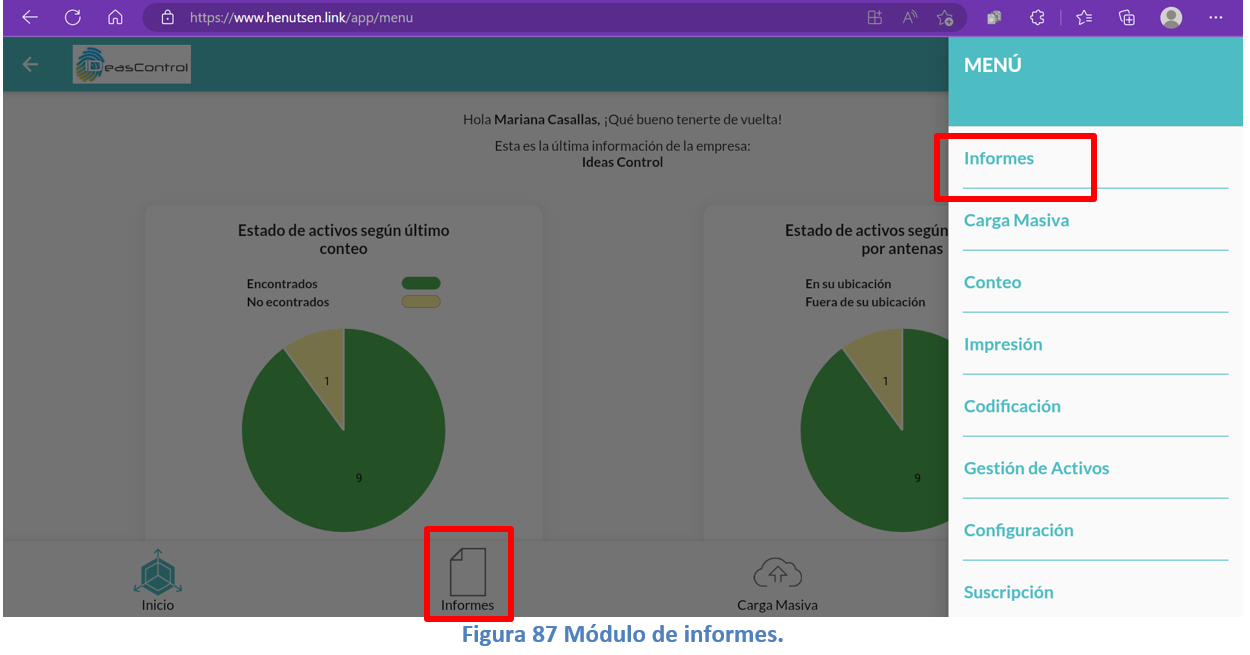 https://www.henutsen.link/app/menu
IDeasControl
MENÚ
Hola Mariana Casallas, ¡Qué bueno tenerte de vuelta!
Esta es la última información de la empresa:
Ideas Control
Informes
Carga Masiva
Conteo
Impresión
Codificación
Gestión de Activos
Configuración
Suscripción
Estado de activos según último
conteo
Encontrados
No econtrados
1
9
Estado de activos según
por antenas
En su ubicación
Fuera de su ubicación
1
9
Inicio
Informes
Carga Masiva
Figura 87 Módulo de informes.